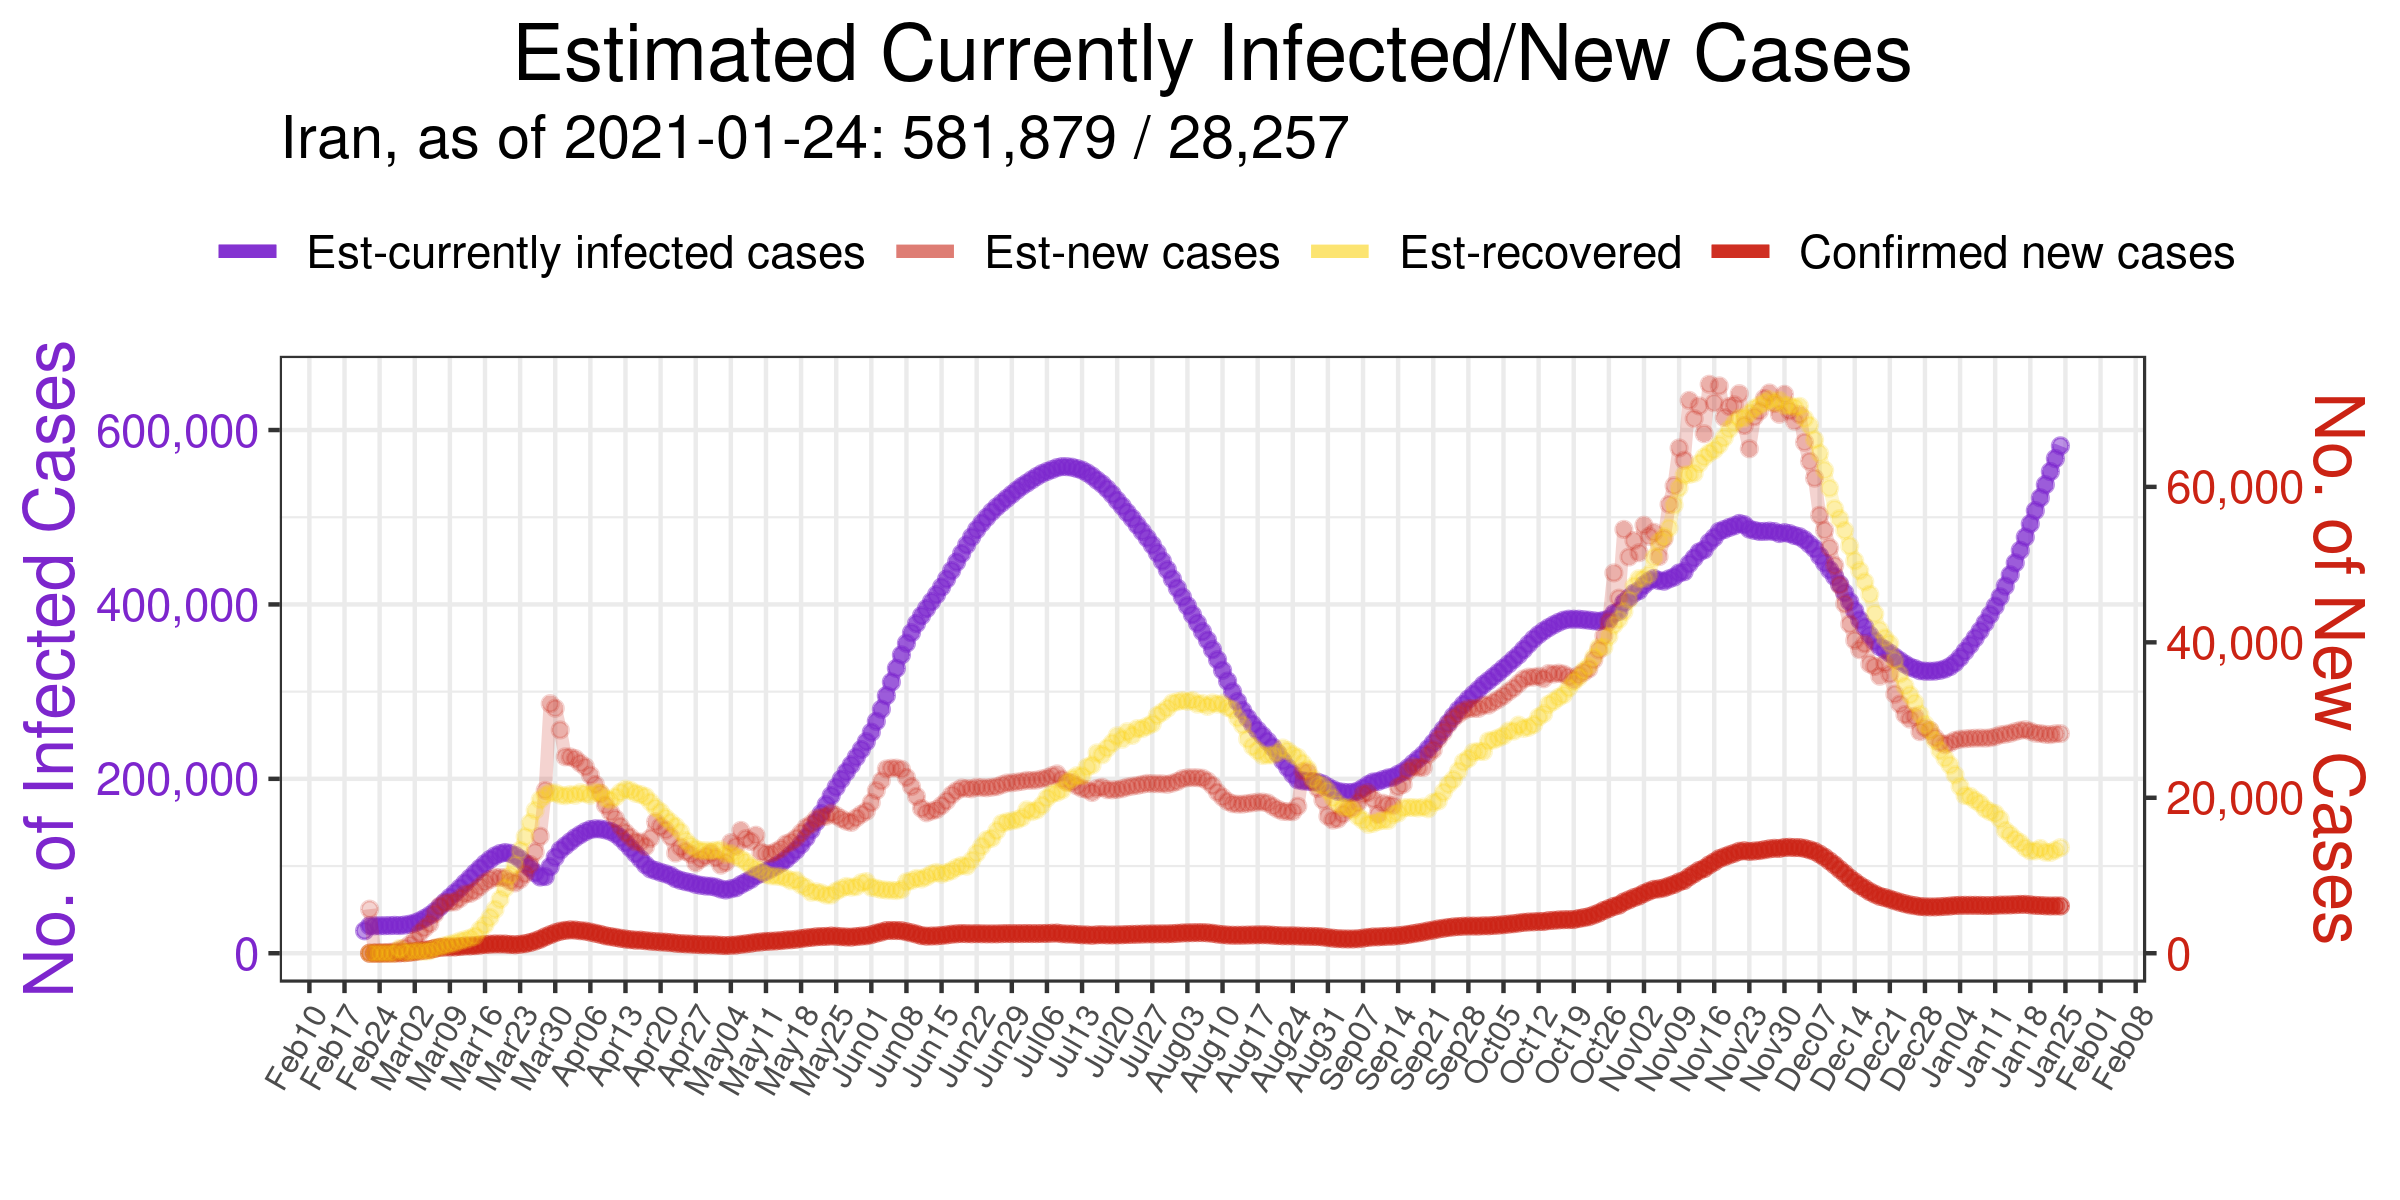 Estimated Currently Infected/New Cases
Iran, as of 2021-01-24: 581,879 / 28,257
Est-currently infected cases Est-new cases Est-recovered Confirmed new cases
No. of Infected Cases
600,000
400,000
200,000
0
60,000
40,000
20,000
0
No. of New Cases
Feb10 Feb17 Feb24 Mar02 Mar09 Mar16 Mar23 Mar30 Apr06 Apr13 Apr20 Apr27 May04 May11 May18 May25 Jun01 Jun08 Jun15 Jun22 Jun29 Jul06 Jul13 Jul20 Jul27 Aug03 Aug10 Aug17 Aug24 Aug31 Sep07 Sep14 Sep21 Sep28 Oct05 Oct12 Oct19 Oct26 Nov02 Nov09 Nov16 Nov23 Nov30 Dec07 Dec14 Dec21 Dec28 Jan04 Jan11 Jan18 Jan25 Feb01 Feb08